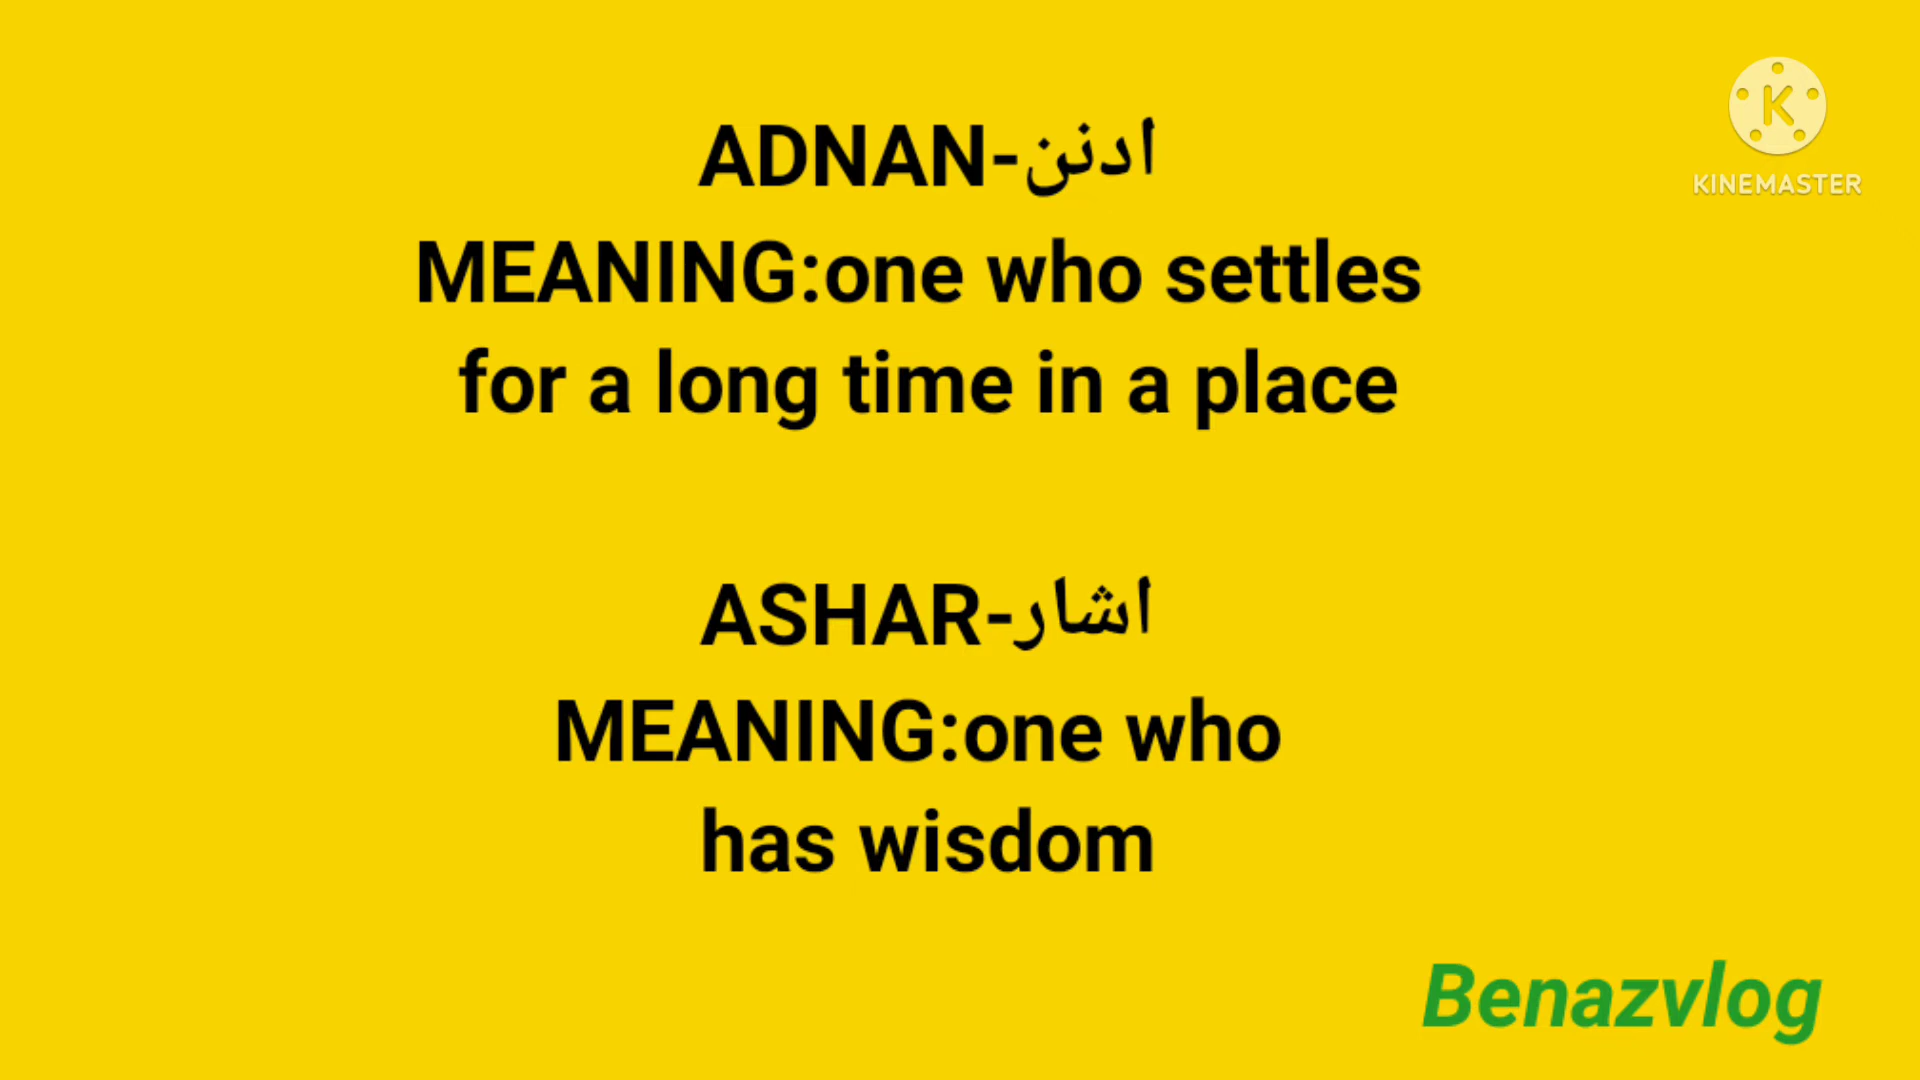 ADNAN-ادنن
MEANING:one who settles
for a long time in a place
ASHAR-اشار
MEANING:one who
has wisdom
K
KINEMASTER
Benazvlog